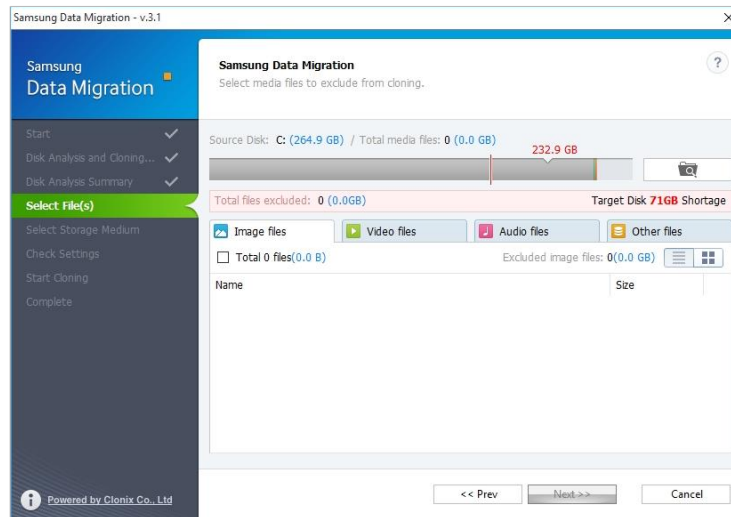 Samsung Data Migration - v.3.1
Samsung
Data Migration
Start
Disk Analysis and Cloning...
Disk Analysis Summary
Select File(s)
Select Storage Medium
Check Settings
Start Cloning
Complete
Powered by Clonix Co., Ltd
Samsung Data Migration
Select media files to exclude from cloning.
?
Source Disk: C: (264.9 GB) / Total media files: 0 (0.0 GB)
232.9 GB
Total files excluded: 0 (0.0GB) Target Disk 71GB Shortage
Image files Video files Audio files Other files
Total 0 files(0.0 B) Excluded image files: 0(0.0 GB)
Name Size
<< Prev Next >> Cancel